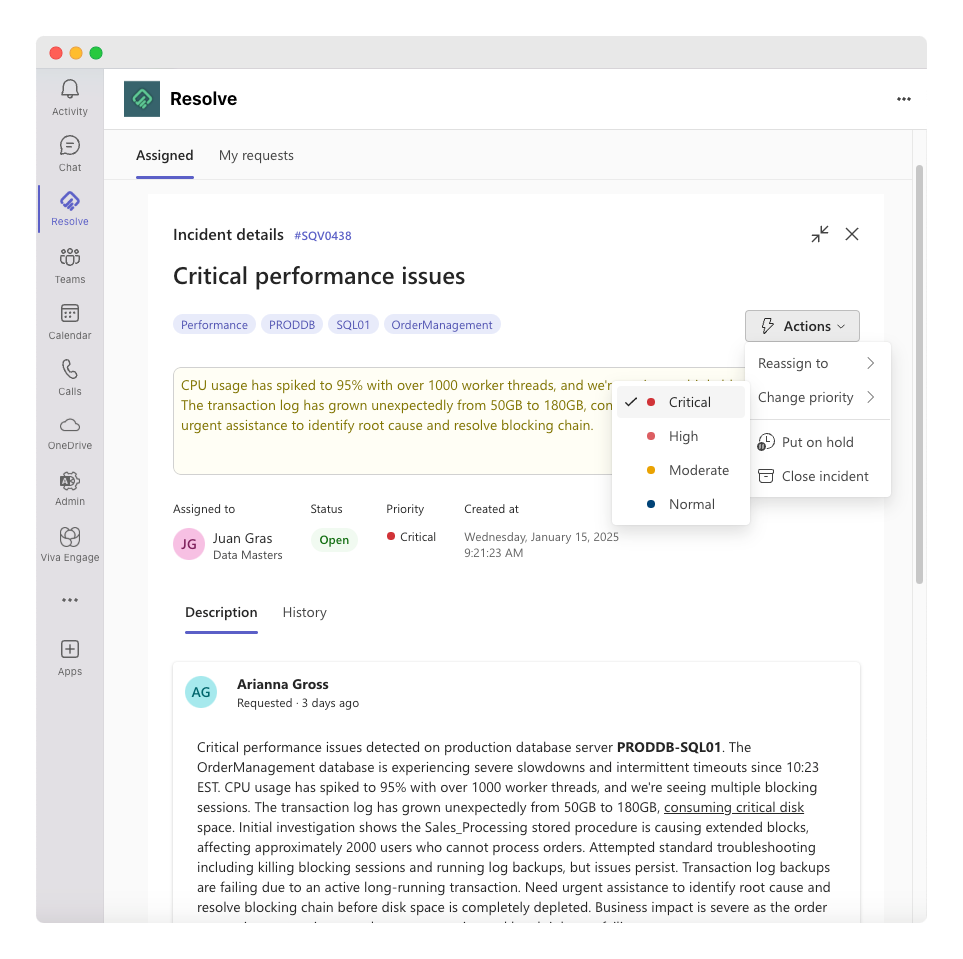 Resolve
Activity
Chat
Resolve
Teams
Calendar
Calls
OneDrive
Admin
Viva Engage
Apps
Assigned
My requests
Incident details #SQV0438
Critical performance issues
Performance
PRODDB
SQL01
OrderManagement
Actions
Reassign to
Change priority
Put on hold
Close incident
Critical
High
Moderate
Normal
CPU usage has spiked to 95% with over 1000 worker threads, and we're
The transaction log has grown unexpectedly from 50GB to 180GB,
urgent assistance to identify root cause and resolve blocking chain.
Assigned to
JG
Juan Gras
Data Masters
Status
Open
Priority
Critical
Created at
Wednesday, January 15, 2025
9:21:23 AM
Description
History
AG
Arianna Gross
Requested · 3 days ago
Critical performance issues detected on production database server PRODDB-SQL01. The
OrderManagement database is experiencing severe slowdowns and intermittent timeouts since 10:23
EST. CPU usage has spiked to 95% with over 1000 worker threads, and we're seeing multiple blocking
sessions. The transaction log has grown unexpectedly from 50GB to 180GB, consuming critical disk
space. Initial investigation shows the Sales_Processing stored procedure is causing extended blocks,
affecting approximately 2000 users who cannot process orders. Attempted standard troubleshooting
including killing blocking sessions and running log backups, but issues persist. Transaction log backups
are failing due to an active long-running transaction. Need urgent assistance to identify root cause and
resolve blocking chain before disk space is completely depleted. Business impact is severe as the order